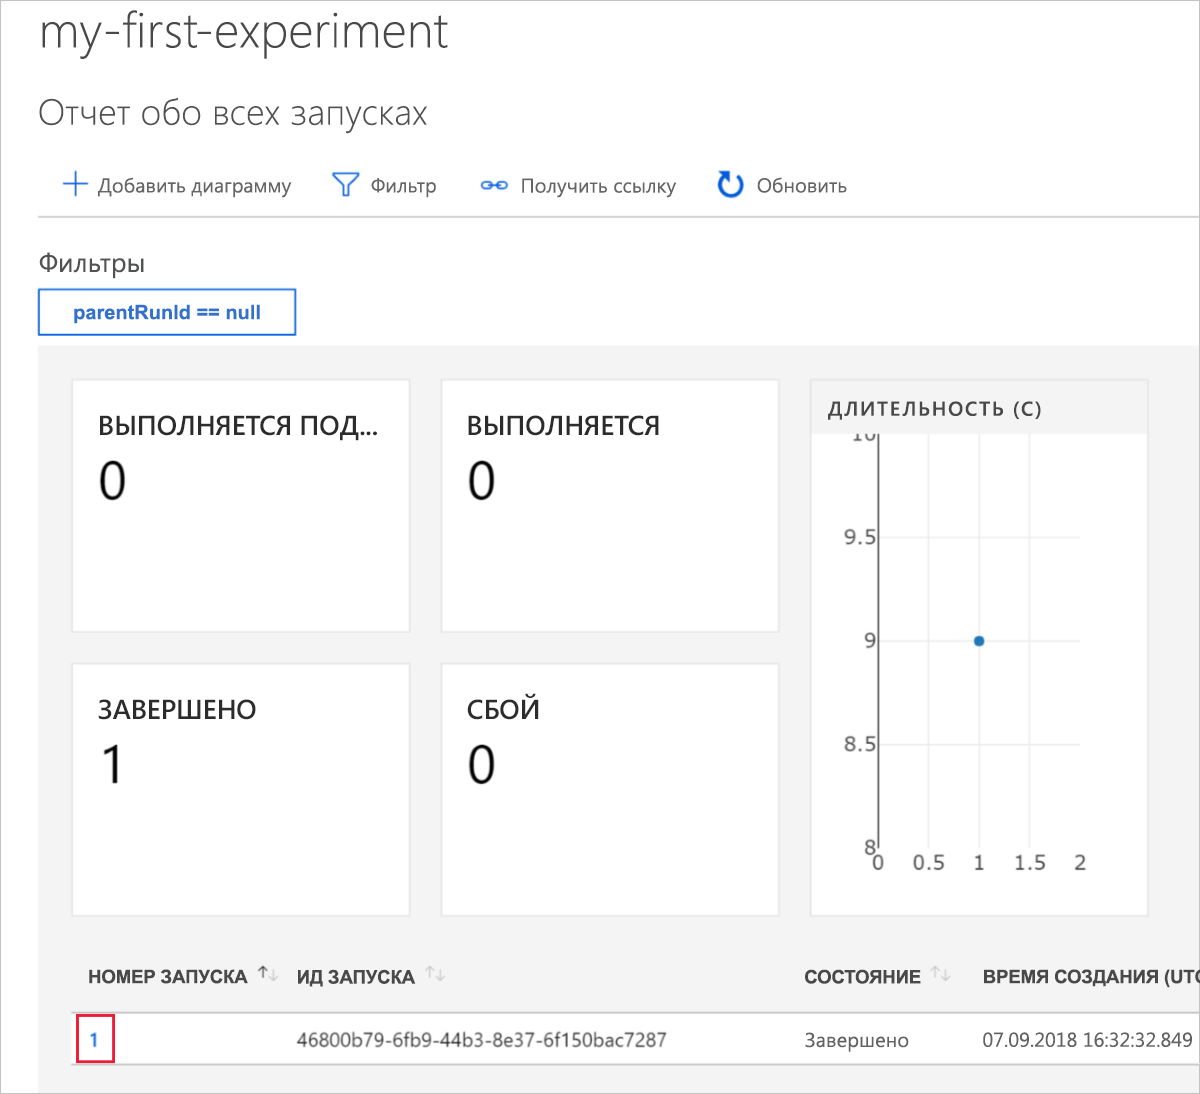 my-first-experiment
Отчет обо всех запусках
Добавить диаграмму Фильтр Получить ссылку Обновить
Фильтры
parentRunId == null
ВЫПОЛНЯЕТСЯ ПОД...
0
ВЫПОЛНЯЕТСЯ
0
ДЛИТЕЛЬНОСТЬ (С)
10
9.5
9
8.5
8
0 0.5 1 1.5 2
ЗАВЕРШЕНО
1
СБОЙ
0
НОМЕР ЗАПУСКА ИД ЗАПУСКА СОСТОЯНИЕ ВРЕМЯ СОЗДАНИЯ (UTC
1 46800b79-6fb9-44b3-8e37-6f150bac7287 Завершено 07.09.2018 16:32:32.849